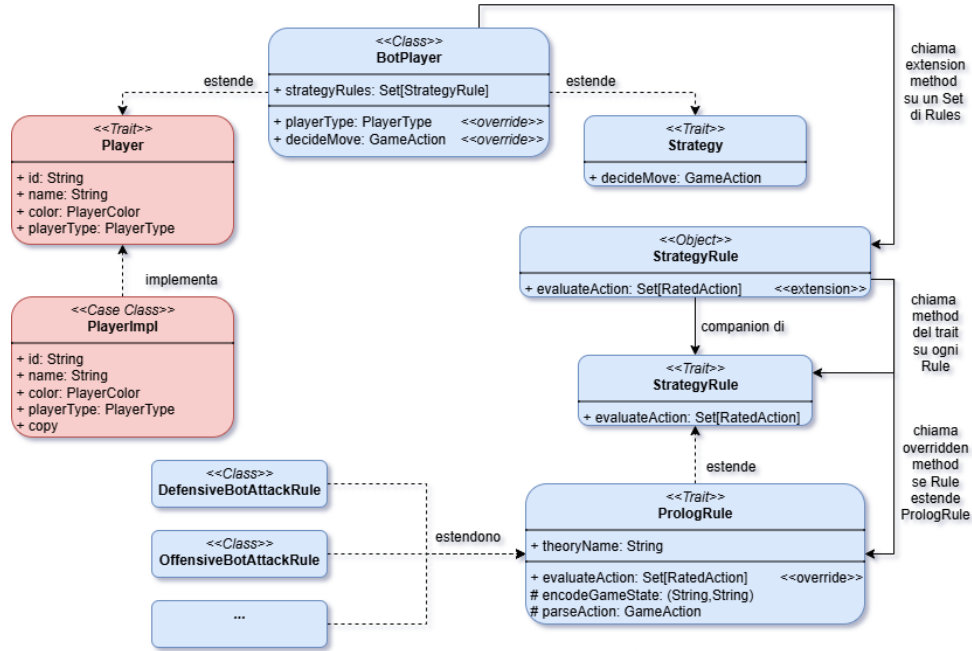 <<Class>>
BotPlayer
+ strategyRules: Set[StrategyRule]
+ playerType: PlayerType <<override>>
+ decideMove: GameAction <<override>>
estende
estende
chiama
extension
method
su un Set
di Rules
<<Trait>>
Player
+ id: String
+ name: String
+ color: PlayerColor
+ playerType: PlayerType
<<Trait>>
Strategy
+ decideMove: GameAction
implementa
<<Object>>
StrategyRule
+ evaluateAction: Set[RatedAction] <<extension>>
<<Case Class>>
PlayerImpl
+ id: String
+ name: String
+ color: PlayerColor
+ playerType: PlayerType
+ copy
companion di
chiama
method
del trait
su ogni
Rule
<<Trait>>
StrategyRule
+ evaluateAction: Set[RatedAction]
estende
chiama
overridden
method
se Rule
estende
PrologRule
<<Class>>
DefensiveBotAttackRule
<<Class>>
OffensiveBotAttackRule
...
estendono
<<Trait>>
PrologRule
+ theoryName: String
+ evaluateAction: Set[RatedAction] <<override>>
# encodeGameState: (String,String)
# parseAction: GameAction